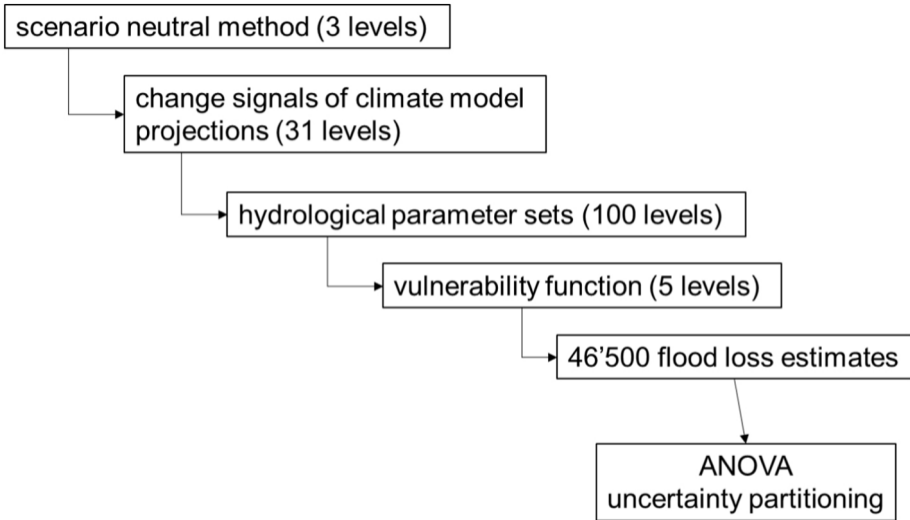 scenario neutral method (3 levels)
change signals of climate model
projections (31 levels)
hydrological parameter sets (100 levels)
vulnerability function (5 levels)
46’500 flood loss estimates
ANOVA
uncertainty partitioning